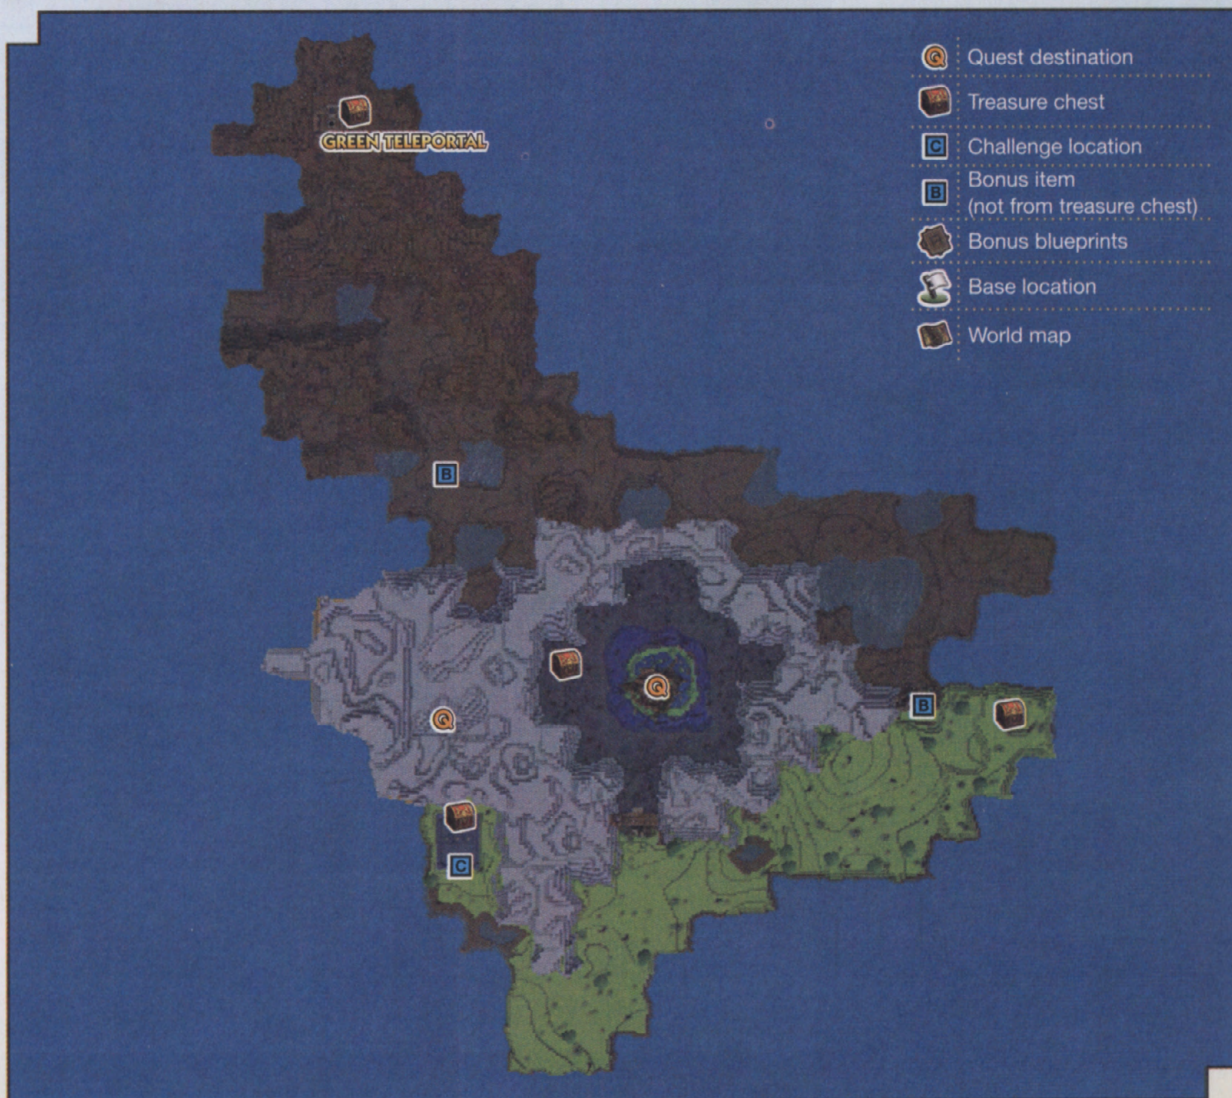 Q Quest destination
Treasure chest
C Challenge location
B Bonus item
(not from treasure chest)
Bonus blueprints
Base location
World map
GREEN TELEPORTAL
B
Q
B
Q
C